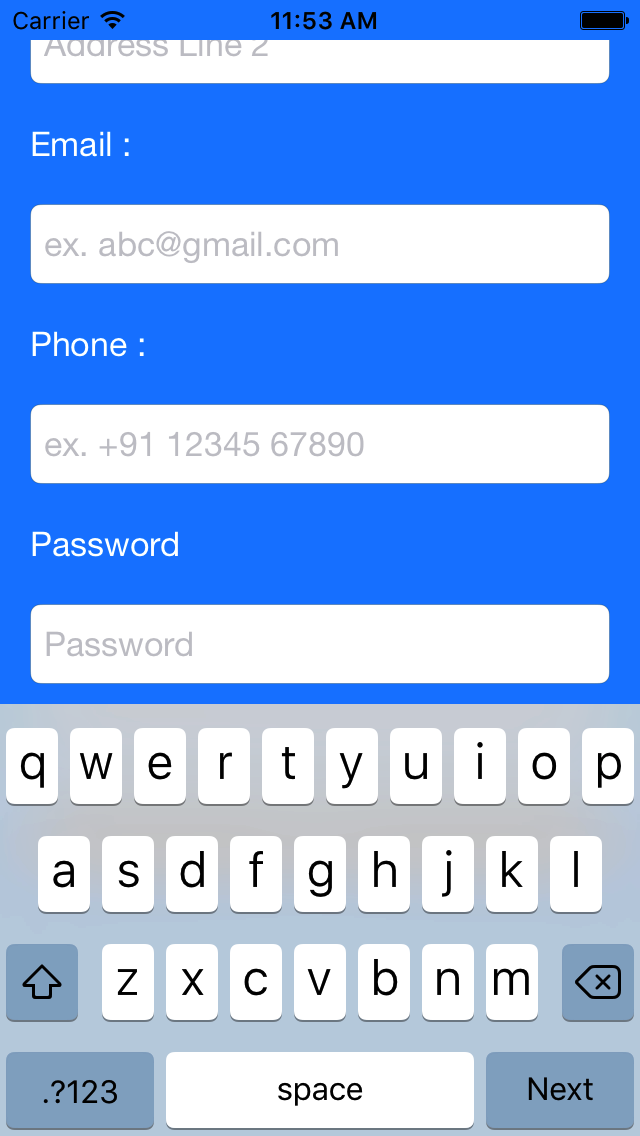 Carrier 11:53 AM
Address Line 2
Email :
ex. abc@gmail.com
Phone :
ex. +91 12345 67890
Password
Password
q w e r t y u i o p
a s d f g h j k l
z x c v b n m
.?123 space Next